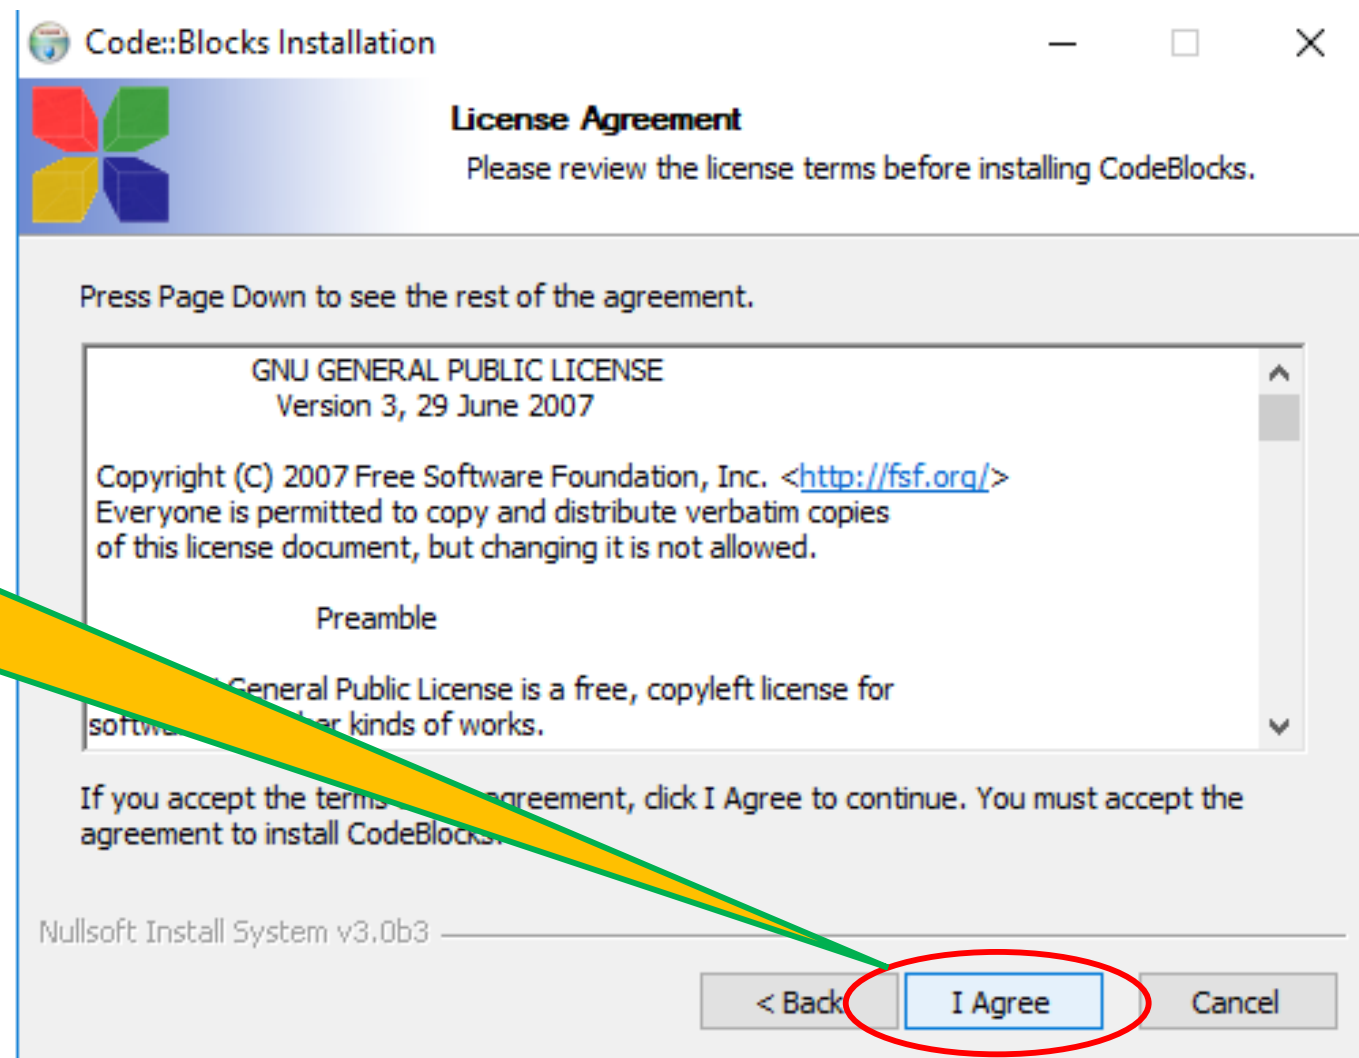 Code::Blocks Installation
License Agreement
Please review the license terms before installing CodeBlocks.
Press Page Down to see the rest of the agreement.
GNU GENERAL PUBLIC LICENSE
Version 3, 29 June 2007
Copyright (C) 2007 Free Software Foundation, Inc. <http://fsf.org/>
Everyone is permitted to copy and distribute verbatim copies
of this license document, but changing it is not allowed.
Preamble
General Public License is a free, copyleft license for
kinds of works.
If you accept the terms agreement, click I Agree to continue. You must accept the
agreement to install CodeBlocks.
Nullsoft Install System v3.0b3
< Back
I Agree
Cancel